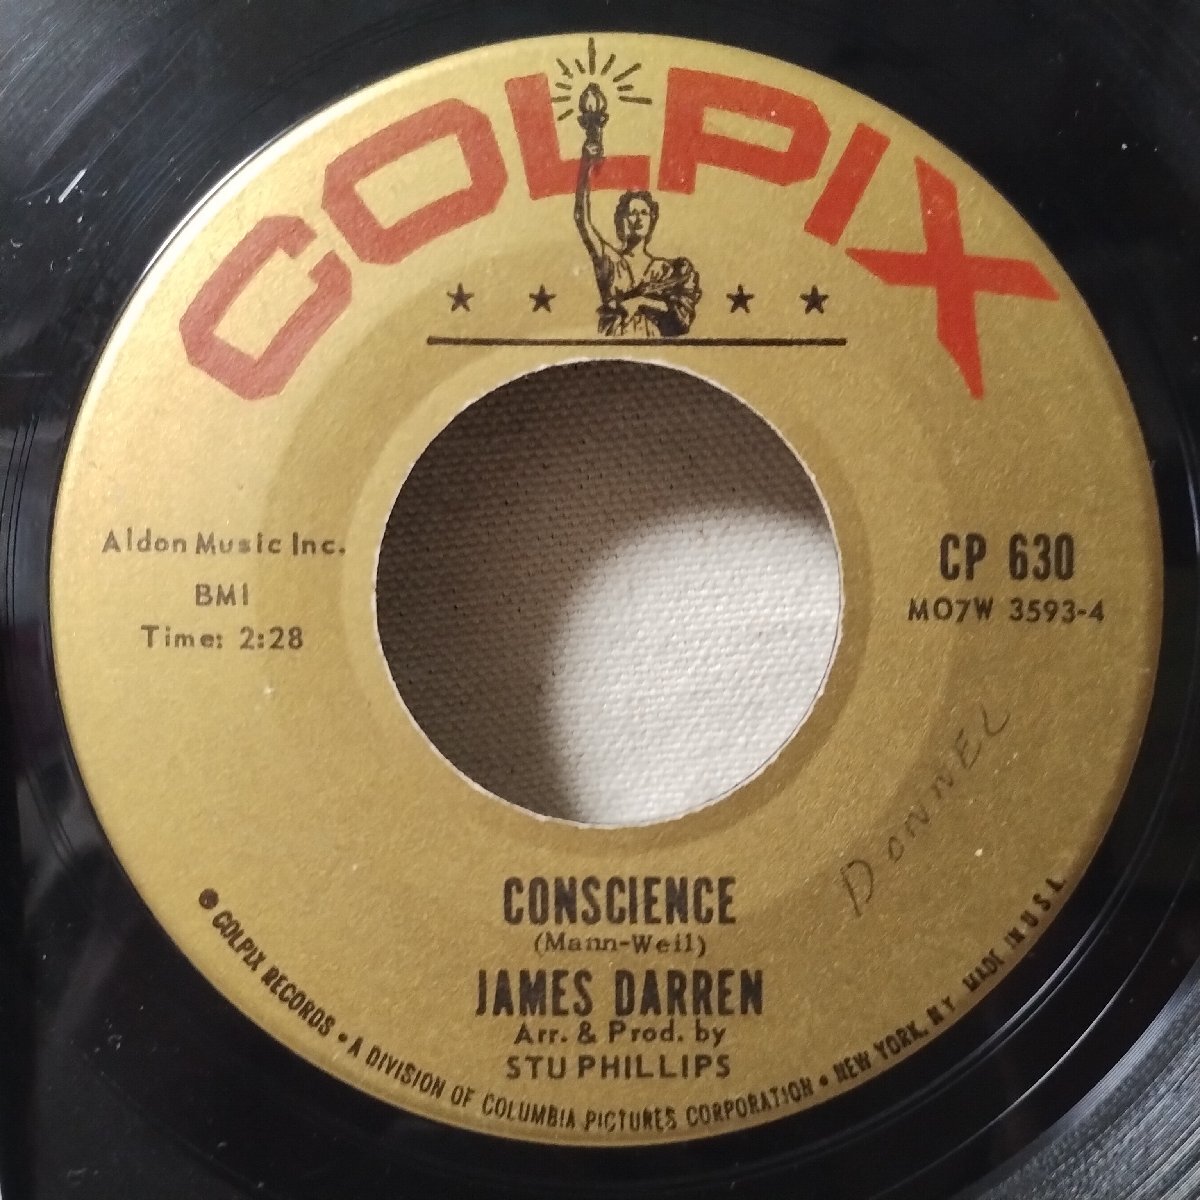 COLPIX
Aldon Music Inc.
BMI
Time: 2:28
CP 630
MO7W 3593-4
DONNEL
CONSCIENCE
(Mann-Weil)
JAMES DARREN
Arr. & Prod. by
STU PHILLIPS
● COLPIX RECORDS • A DIVISION OF COLUMBIA PICTURES CORPORATION • NEW YORK, N.Y. MADE IN U.S.A.